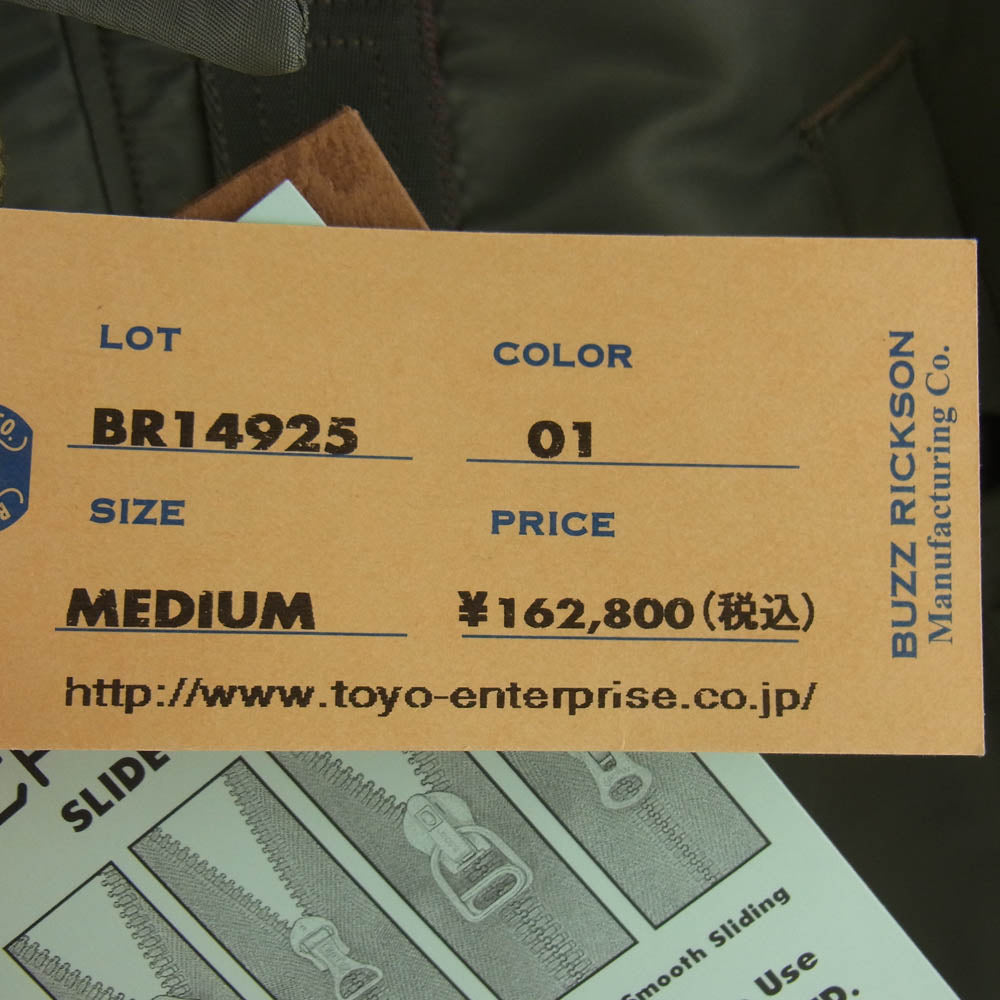 LOT
BR14925
COLOR
01
SIZE
MEDIUM
PRICE
¥162,800(税込)
http://www.toyo-enterprise.co.jp/
BUZZ RICKSON
Manufacturing Co.
SLIDE
Smooth Sliding
Use